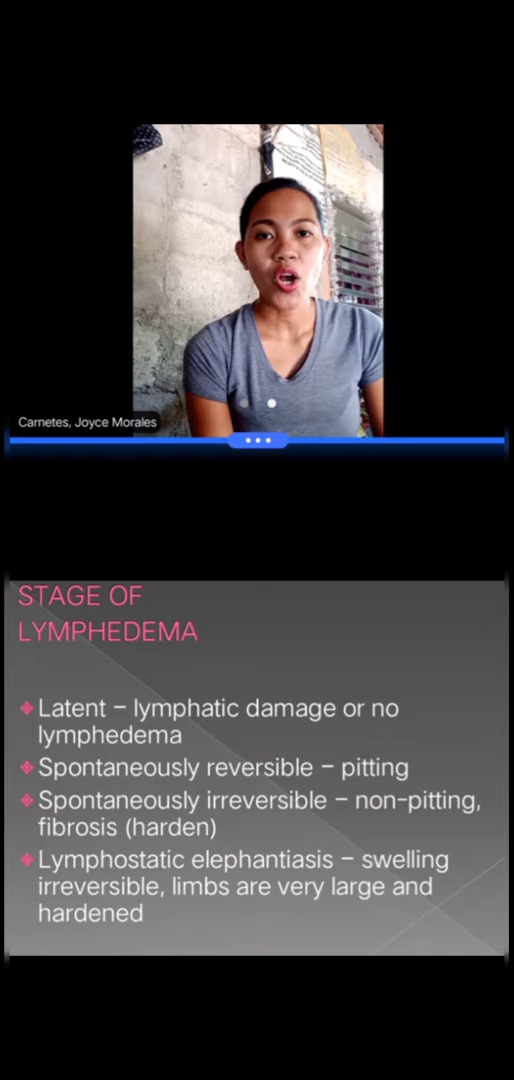 Carnetes, Joyce Morales
STAGE OF
LYMPHEDEMA
Latent – lymphatic damage or no
lymphedema
Spontaneously reversible – pitting
Spontaneously irreversible – non-pitting,
fibrosis (harden)
Lymphostatic elephantiasis – swelling
irreversible, limbs are very large and
hardened